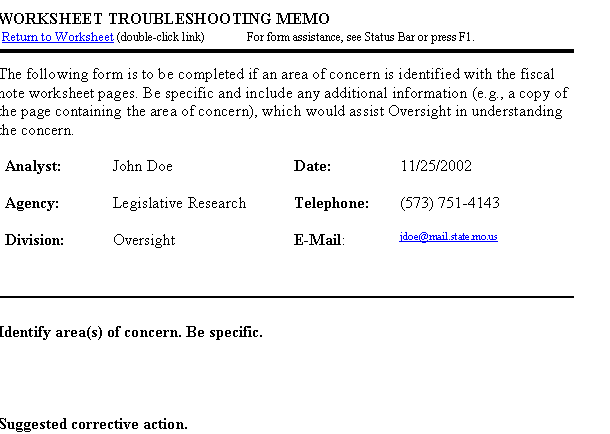 WORKSHEET TROUBLESHOOTING MEMO
Return to Worksheet (double-click link) For form assistance, see Status Bar or press F1.
The following form is to be completed if an area of concern is identified with the fiscal
note worksheet pages. Be specific and include any additional information (e.g., a copy of
the page containing the area of concern), which would assist Oversight in understanding
the concern.
Analyst: John Doe Date: 11/25/2002
Agency: Legislative Research Telephone: (573) 751-4143
Division: Oversight E-Mail: jdoe@mail.state.mo.us
Identify area(s) of concern. Be specific.
Suggested corrective action.